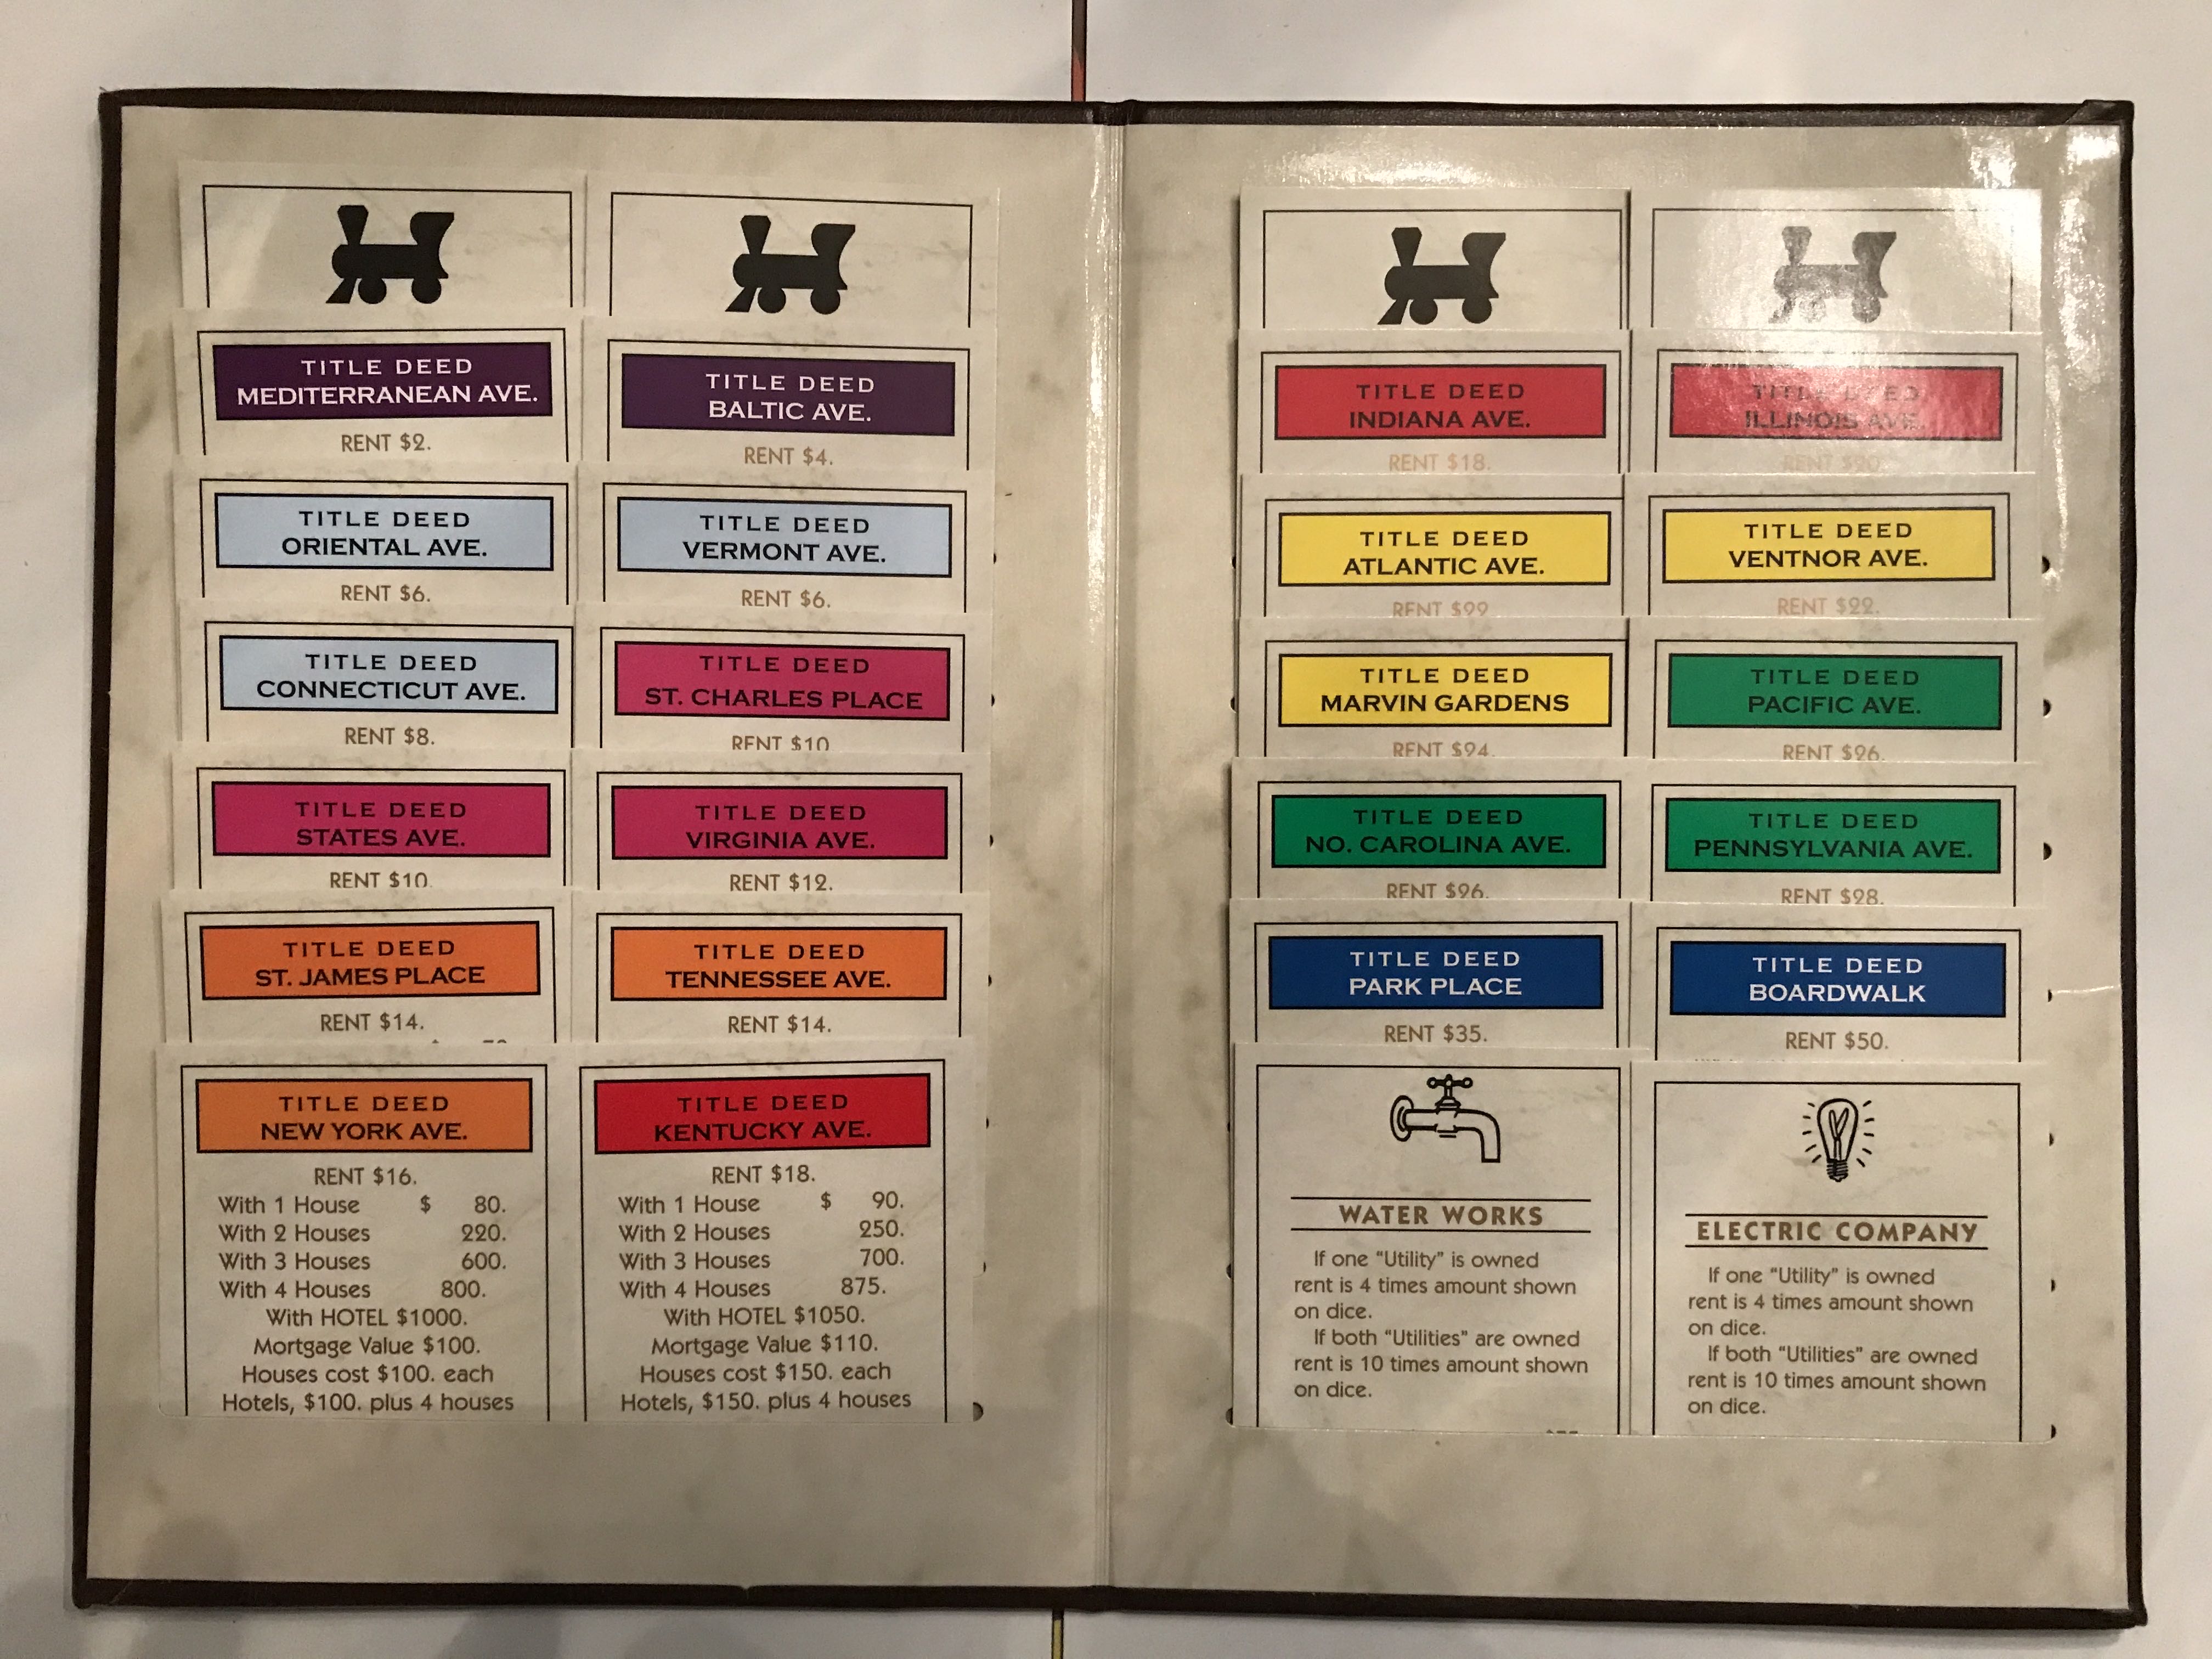 TITLE DEED
MEDITERRANEAN AVE.
RENT $2.
TITLE DEED
BALTIC AVE.
RENT $4.
TITLE DEED
ORIENTAL AVE.
RENT $6.
TITLE DEED
VERMONT AVE.
RENT $6.
TITLE DEED
CONNECTICUT AVE.
RENT $8.
TITLE DEED
ST. CHARLES PLACE
RENT $10
TITLE DEED
STATES AVE.
RENT $10.
TITLE DEED
VIRGINIA AVE.
RENT $12.
TITLE DEED
ST. JAMES PLACE
RENT $14.
TITLE DEED
TENNESSEE AVE.
RENT $14.
TITLE DEED
NEW YORK AVE.
RENT $16.
With 1 House $ 80.
With 2 Houses 220.
With 3 Houses 600.
With 4 Houses 800.
With HOTEL $1000.
Mortgage Value $100.
Houses cost $100. each
Hotels, $100. plus 4 houses
TITLE DEED
KENTUCKY AVE.
RENT $18.
With 1 House $ 90.
With 2 Houses 250.
With 3 Houses 700.
With 4 Houses 875.
With HOTEL $1050.
Mortgage Value $110.
Houses cost $150. each
Hotels, $150. plus 4 houses
TITLE DEED
INDIANA AVE.
RENT $18.
TITLE DEED
ILLINOIS AVE.
RENT $20.
TITLE DEED
ATLANTIC AVE.
RENT $22
TITLE DEED
VENTNOR AVE.
RENT $22.
TITLE DEED
MARVIN GARDENS
RENT $24.
TITLE DEED
PACIFIC AVE.
RENT $26.
TITLE DEED
NO. CAROLINA AVE.
RENT $26.
TITLE DEED
PENNSYLVANIA AVE.
RENT $28.
TITLE DEED
PARK PLACE
RENT $35.
TITLE DEED
BOARDWALK
RENT $50.
WATER WORKS
If one "Utility" is owned
rent is 4 times amount shown
on dice.
If both "Utilities" are owned
rent is 10 times amount shown
on dice.
ELECTRIC COMPANY
If one "Utility" is owned
rent is 4 times amount shown
on dice.
If both "Utilities" are owned
rent is 10 times amount shown
on dice.